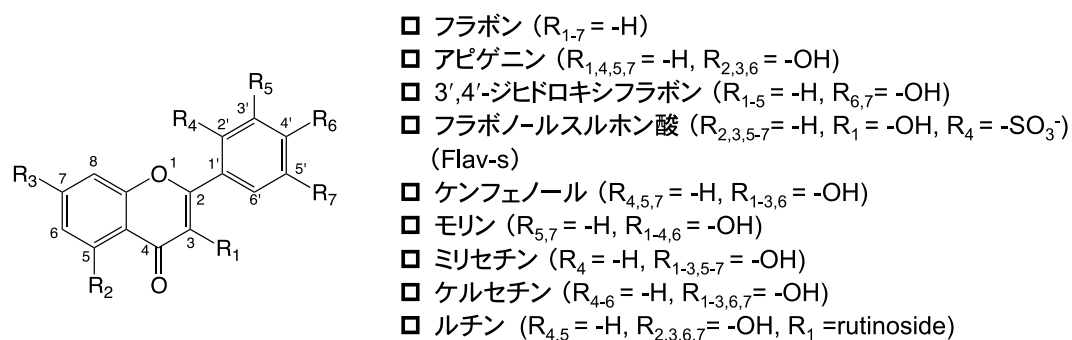 フラボン (R1-7 = -H)
アピゲニン (R1,4,5,7 = -H, R2,3,6 = -OH)
3′,4′-ジヒドロキシフラボン (R1-5 = -H, R6,7 = -OH)
フラボノールスルホン酸 (R2,3,5-7 = -H, R1 = -OH, R4 = -SO3-)
(Flav-s)
ケンフェノール (R4,5,7 = -H, R1-3,6 = -OH)
モリン (R5,7 = -H, R1-4,6 = -OH)
ミリセチン (R4 = -H, R1-3,5-7 = -OH)
ケルセチン (R4-6 = -H, R1-3,6,7 = -OH)
ルチン (R4,5 = -H, R2,3,6,7 = -OH, R1 =rutinoside)
R5
R4
3'
2'
4'
R6
8
1
1'
5'
R3
7
O
2
6'
R7
6
5
4
3
R1
R2
O